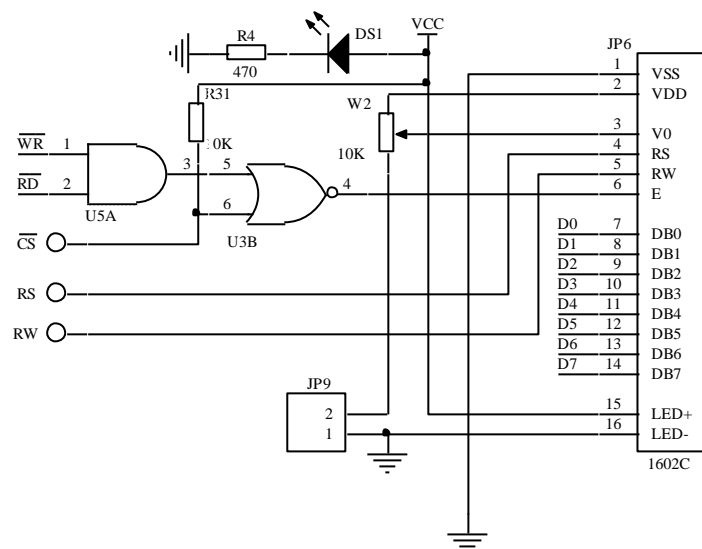 R4
DS1
VCC
470
JP6
1 VSS
2 VDD
R31
W2
3 V0
10K
4 RS
5 RW
6 E
WR 1
RD 2
3 5
4
6
U5A
U3B
CS
RS
RW
D0 7 DB0
D1 8 DB1
D2 9 DB2
D3 10 DB3
D4 11 DB4
D5 12 DB5
D6 13 DB6
D7 14 DB7
JP9
2
1
15 LED+
16 LED-
1602C